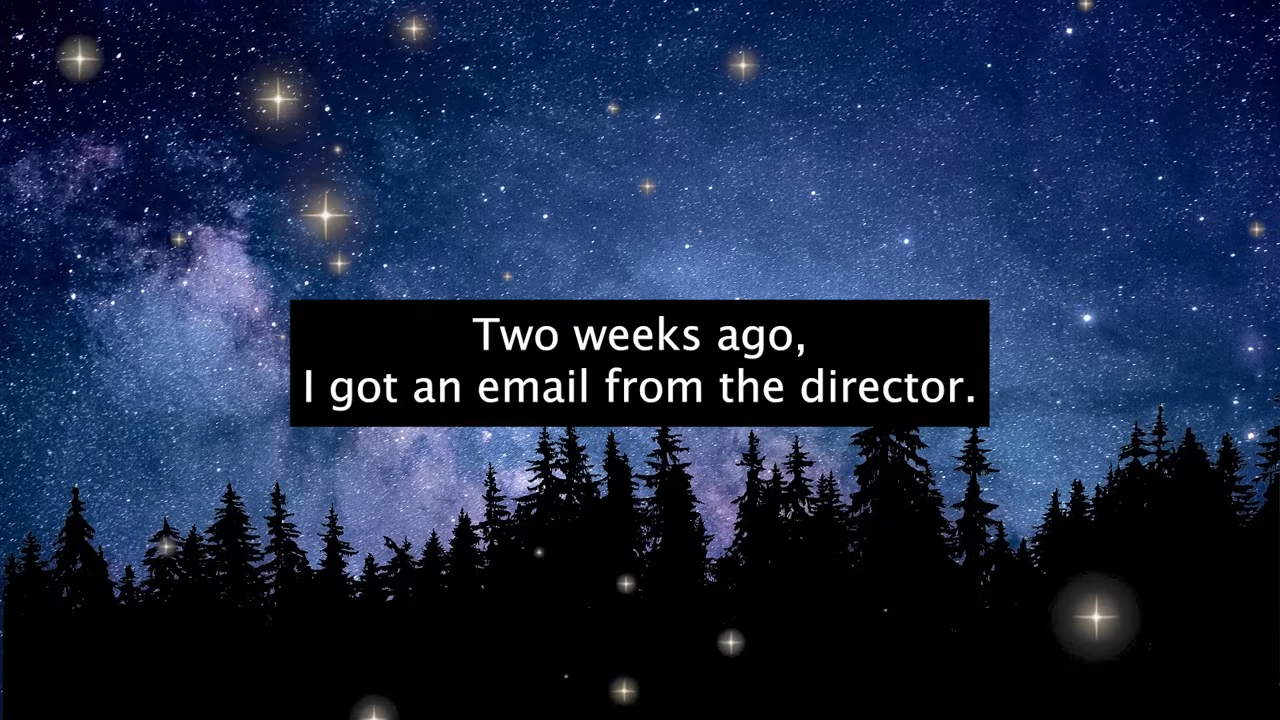 Two weeks ago,
I got an email from the director.